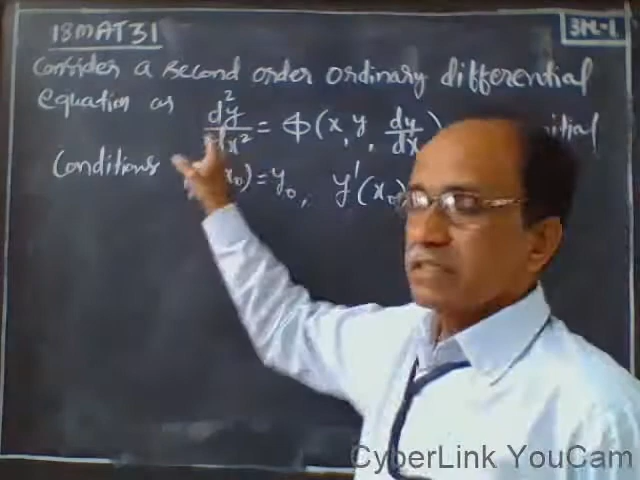 18MAT31
3M-1
Consider a second order ordinary differential
equation as d²y/dx² = Φ(x, y, dy/dx)
Conditions x₀) = y₀, y'(x₀)
CyberLink YouCam